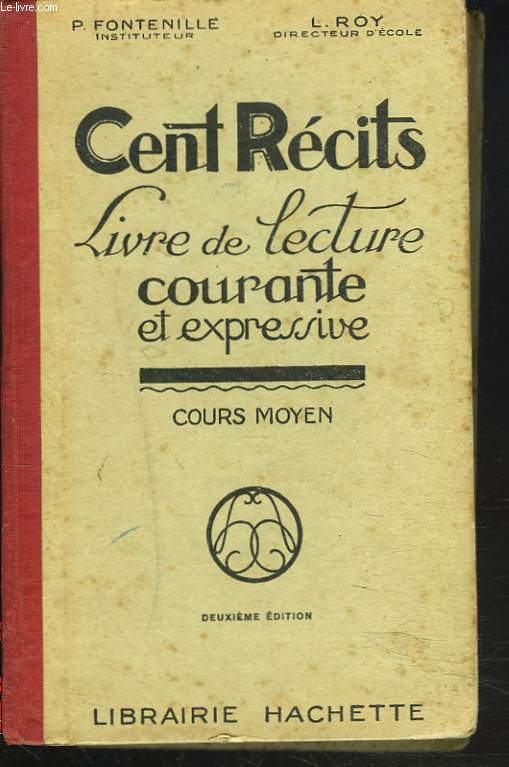 Le-livre.com
P. FONTENILLE L. ROY
INSTITUTEUR DIRECTEUR D'ÉCOLE
Cent Récits
Livre de lecture
courante
et expressive
COURS MOYEN
DEUXIÈME ÉDITION
LIBRAIRIE HACHETTE